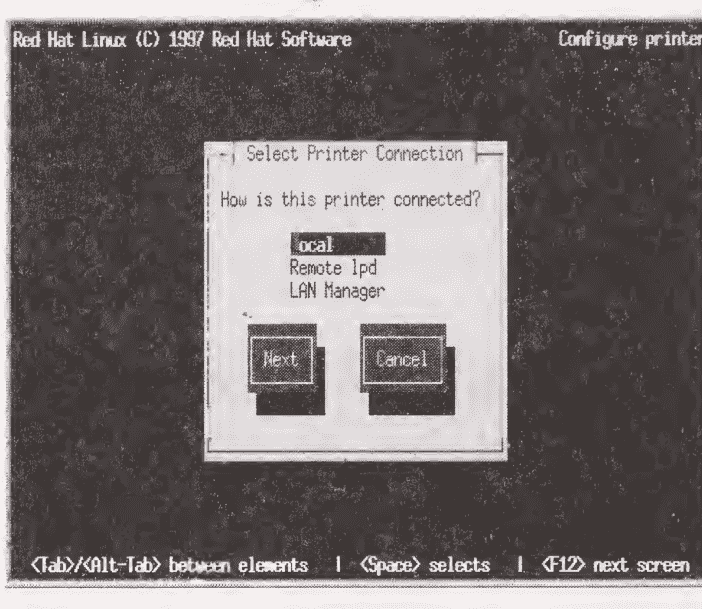 Red Hat Linux (C) 1997 Red Hat Software Configure printer
Select Printer Connection
How is this printer connected?
ocal
Remote lpd
LAN Manager
Next Cancel
<Tab>/<Alt-Tab> between elements | <Space> selects | <F12> next screen